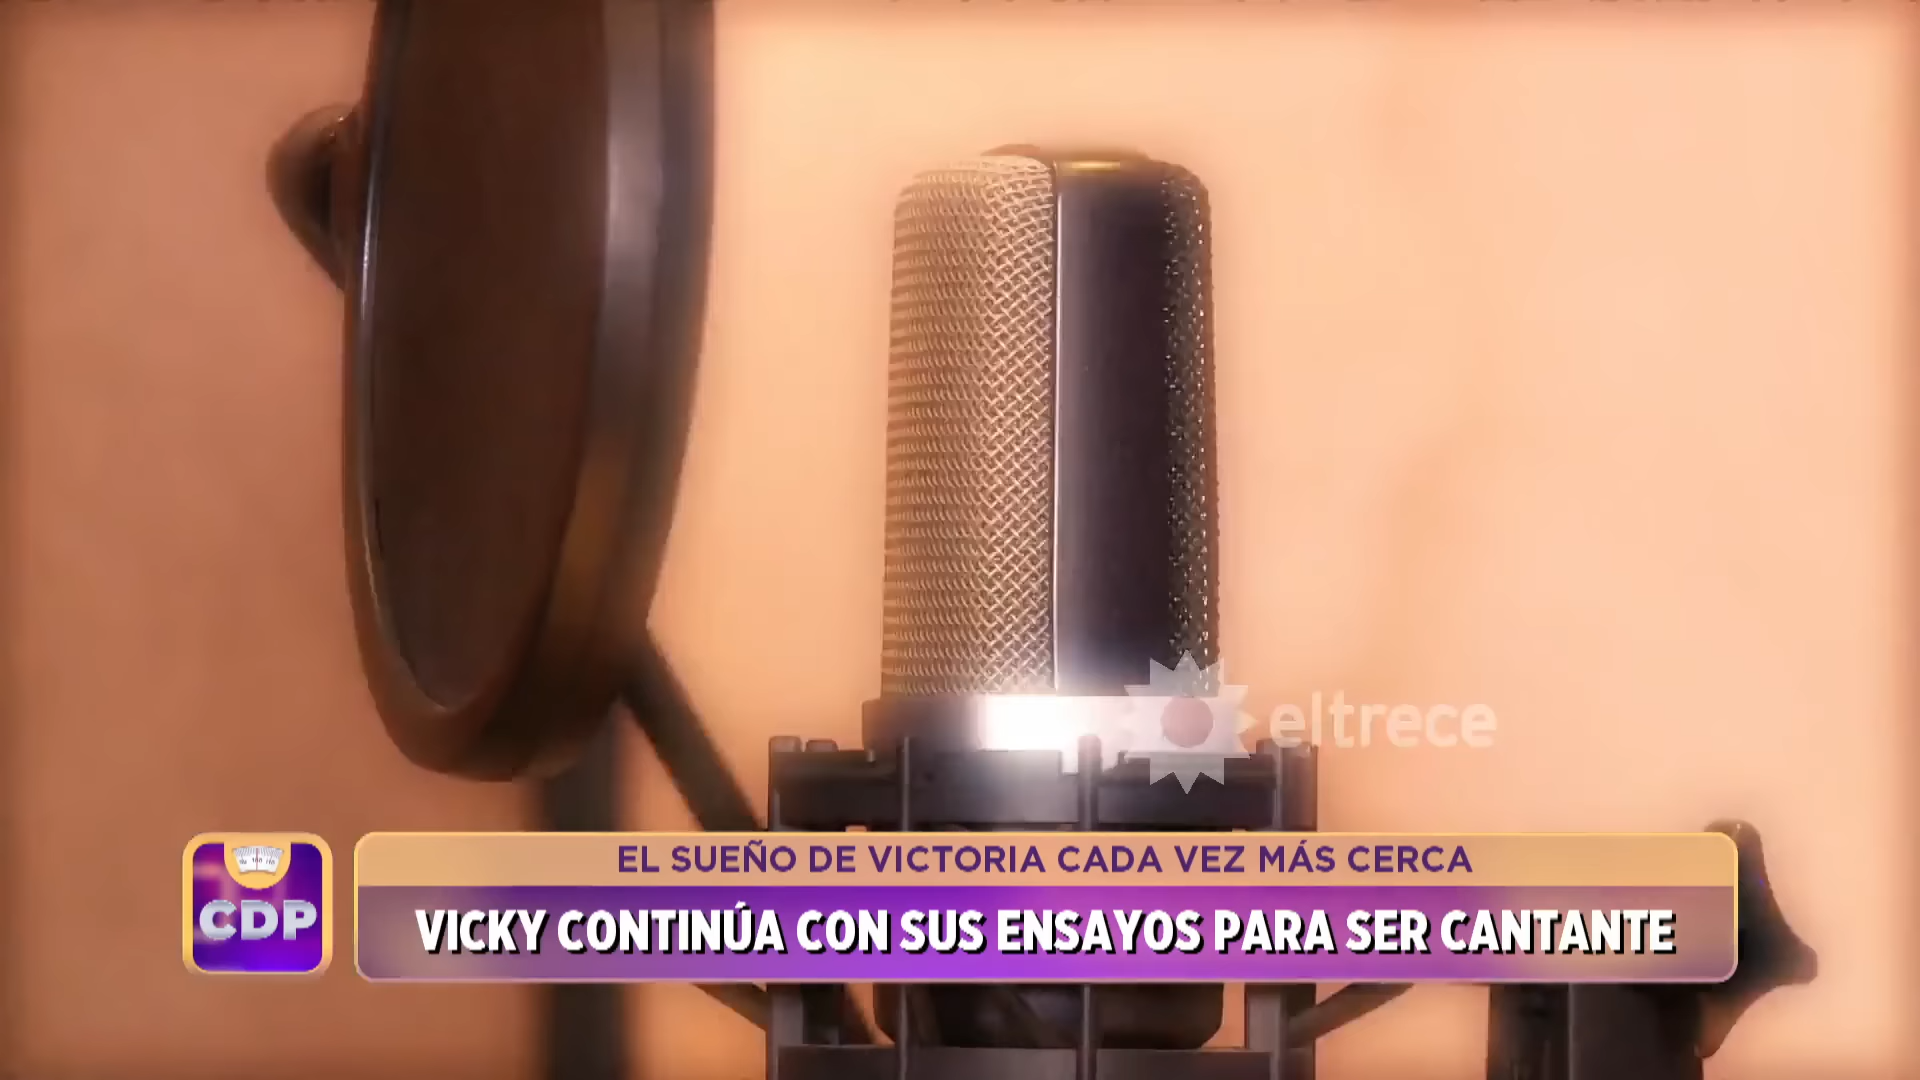 eltrece
EL SUEÑO DE VICTORIA CADA VEZ MÁS CERCA
CDP
VICKY CONTINÚA CON SUS ENSAYOS PARA SER CANTANTE